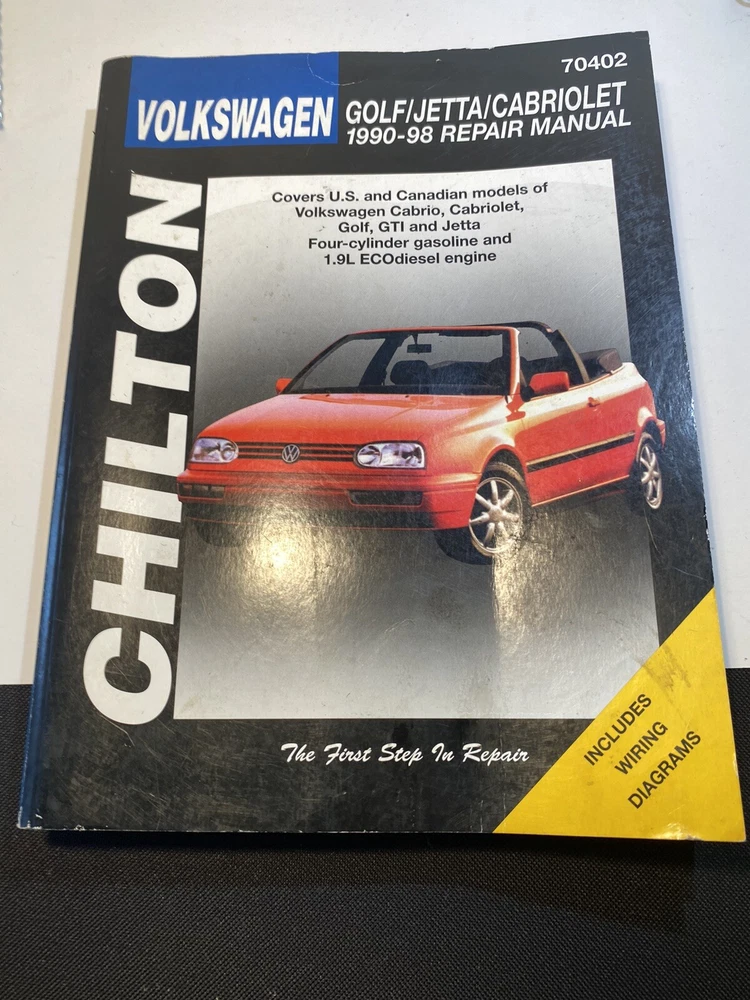 70402
VOLKSWAGEN
GOLF/JETTA/CABRIOLET
1990-98 REPAIR MANUAL
CHILTON
Covers U.S. and Canadian models of
Volkswagen Cabrio, Cabriolet,
Golf, GTI and Jetta
Four-cylinder gasoline and
1.9L ECOdiesel engine
The First Step In Repair
INCLUDES
WIRING
DIAGRAMS